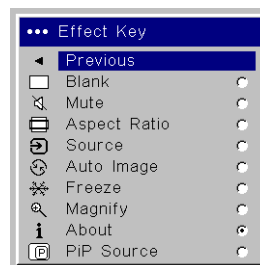 ••• Effect Key
Previous
Blank
Mute
Aspect Ratio
Source
Auto Image
Freeze
Magnify
i About
P PiP Source